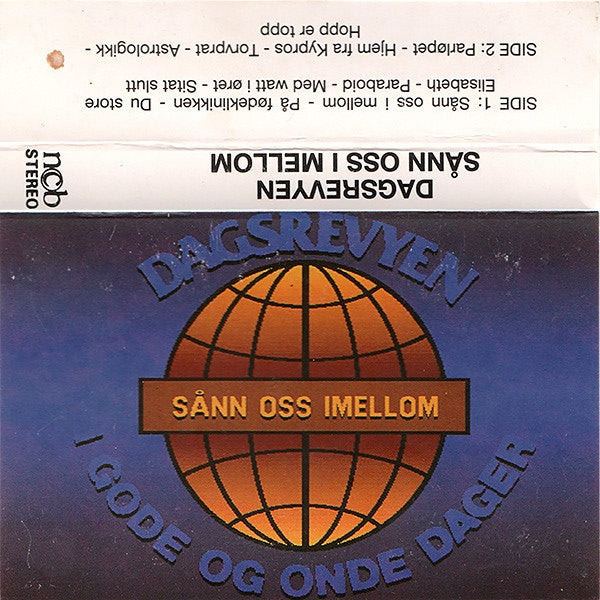 DAGSREVYEN
SÅNN OSS I MELLOM
ncb
STEREO
SIDE 1: Sånn oss i mellom - På fødeklinikken - Du store
Elisabeth - Paraboid - Med watt i øret - Sitat slutt
SIDE 2: Parløpet - Hjem fra Kypros - Torvprat - Astrologikk -
Hopp er topp
DAGSREVYEN
SÅNN OSS IMELLOM
I GODE OG ONDE DAGER